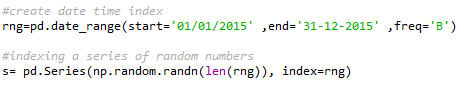 #create date time index
rng=pd.date_range(start='01/01/2015' ,end='31-12-2015' ,freq='B')
#indexing a series of random numbers
s= pd.Series(np.random.randn(len(rng)), index=rng)